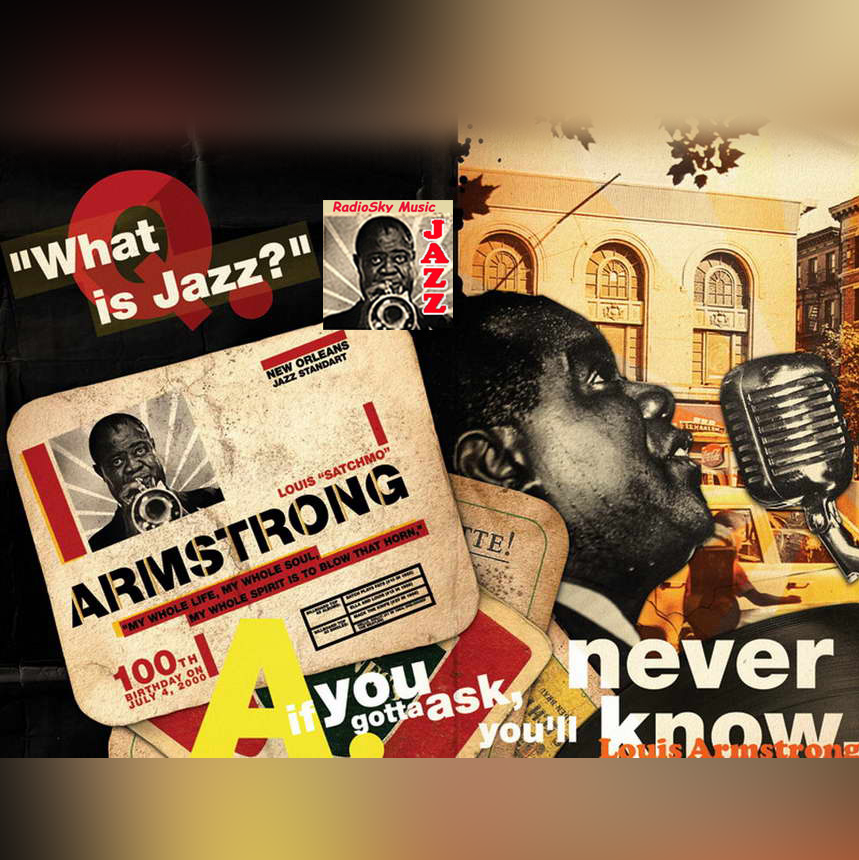 Q.
"What
is Jazz?"
RadioSky Music
JAZZ
NEW ORLEANS
JAZZ STANDART
LOUIS "SATCHMO"
ARMSTRONG
"MY WHOLE LIFE, MY WHOLE SOUL,
MY WHOLE SPIRIT IS TO BLOW THAT HORN,"
100TH
BIRTHDAY ON
JULY 4, 2000
TTE!
A.
if you
gotta ask,
you'll
never
know
Louis Armstrong